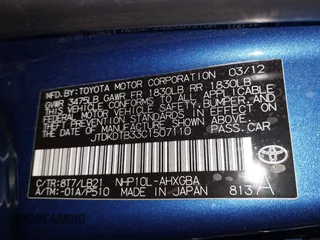 MFD. BY: TOYOTA MOTOR CORPORATION 03/12
GVWR 3475LB GAWR FR 1830LB RR 1830LB
THIS VEHICLE CONFORMS TO ALL APPLICABLE
FEDERAL MOTOR VEHICLE SAFETY, BUMPER, AND
THEFT PREVENTION STANDARDS IN EFFECT ON
THE DATE OF MANUFACTURE SHOWN ABOVE.
JTDKDTB33C1507110
PASS. CAR
C/TR: 8T7/LB21 NHP10L-AHXGBA
A/TM: -01A/P510 MADE IN JAPAN 813A
TOYOTA